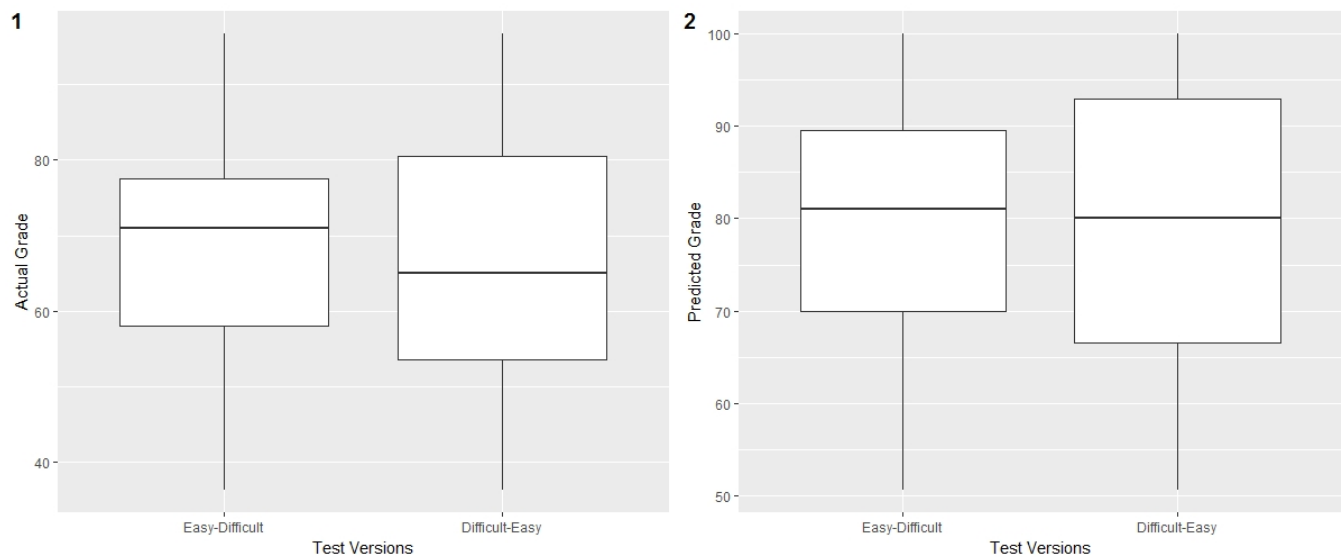 1
Actual Grade
80
60
40
Easy-Difficult
Difficult-Easy
Test Versions
2
Predicted Grade
100
90
80
70
60
50
Easy-Difficult
Difficult-Easy
Test Versions